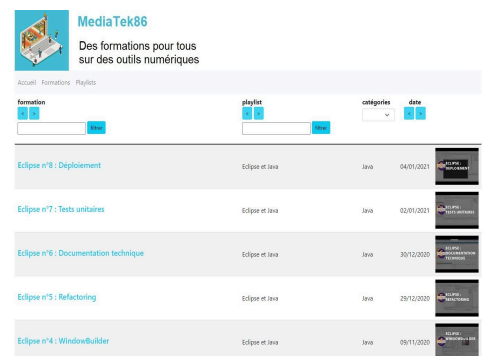 MediaTek86
Des formations pour tous
sur des outils numériques
Accueil Formations Playlists
formation playlist catégories date
< > < > < >
filtrer filtrer
Eclipse n°8 : Déploiement Eclipse et Java Java 04/01/2021
ECLIPSE :
DEPLOIEMENT
Eclipse n°7 : Tests unitaires Eclipse et Java Java 02/01/2021
ECLIPSE :
TESTS UNITAIRES
Eclipse n°6 : Documentation technique Eclipse et Java Java 30/12/2020
ECLIPSE :
DOCUMENTATION
TECHNIQUE
Eclipse n°5 : Refactoring Eclipse et Java Java 29/12/2020
ECLIPSE :
REFACTORING
Eclipse n°4 : WindowBuilder Eclipse et Java Java 09/11/2020
ECLIPSE :
WINDOWBUILDER